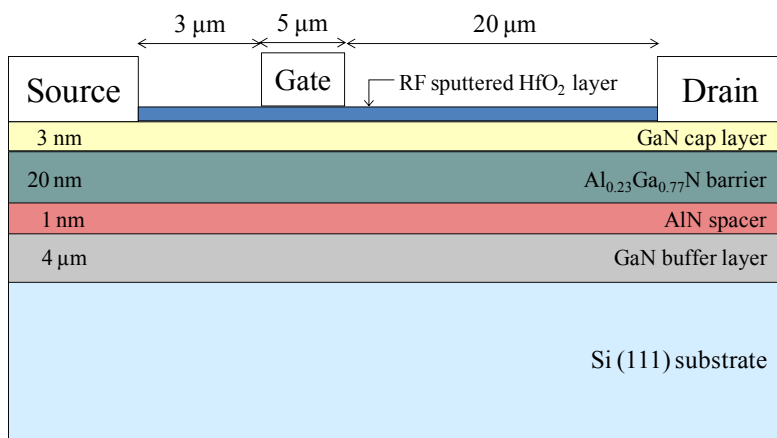 3 μm 5 μm 20 μm
Source Gate RF sputtered HfO₂ layer Drain
3 nm GaN cap layer
20 nm Al₀.₂₃Ga₀.₇₇N barrier
1 nm AlN spacer
4 μm GaN buffer layer
Si (111) substrate